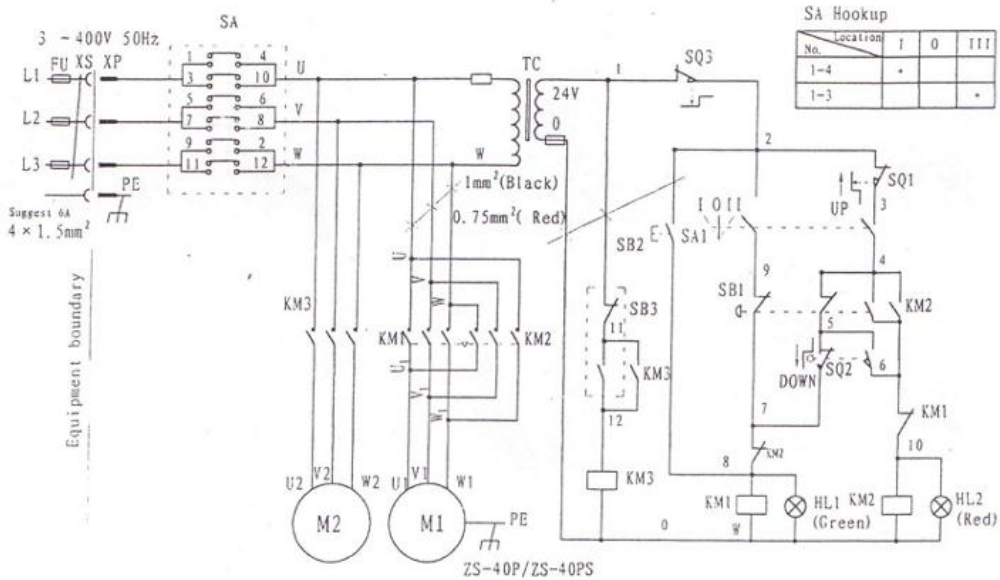 SA
3 ~400V 50Hz
FU XS XP
L1
L2
L3
PE
Suggest 6A
4×1.5mm²
Equipment boundary
1 4
3 10
5 6
7 8
9 2
11 12
U
V
W
W
TC
24V
0
1
SQ3
SA Hookup
Location
No. I 0 III
1-4
1-3
2
1mm²(Black)
0.75mm²( Red)
SQ1
UP
3
I O II
SB2
SA1
4
9
SB1
KM2
5
SQ2
DOWN
6
7
KM1
KM2
8
10
SB3
11
KM3
12
KM3
KM3
U
V
W
KM1
KM2
U1
V1
W1
U2 V2 W2
U1 V1 W1
M2
M1
PE
KM1
HL1
(Green)
KM2
HL2
(Red)
0
W
ZS-40P/ZS-40PS